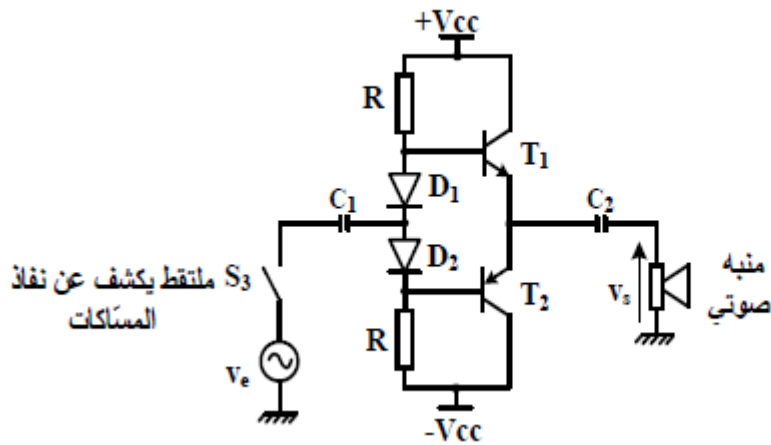 +Vcc
R
T₁
D₁
C₁
C₂
ملتقط يكشف عن نفاذ
المسّاكات
S₃
D₂
vₛ
منبه
صوتي
T₂
R
vₑ
-Vcc